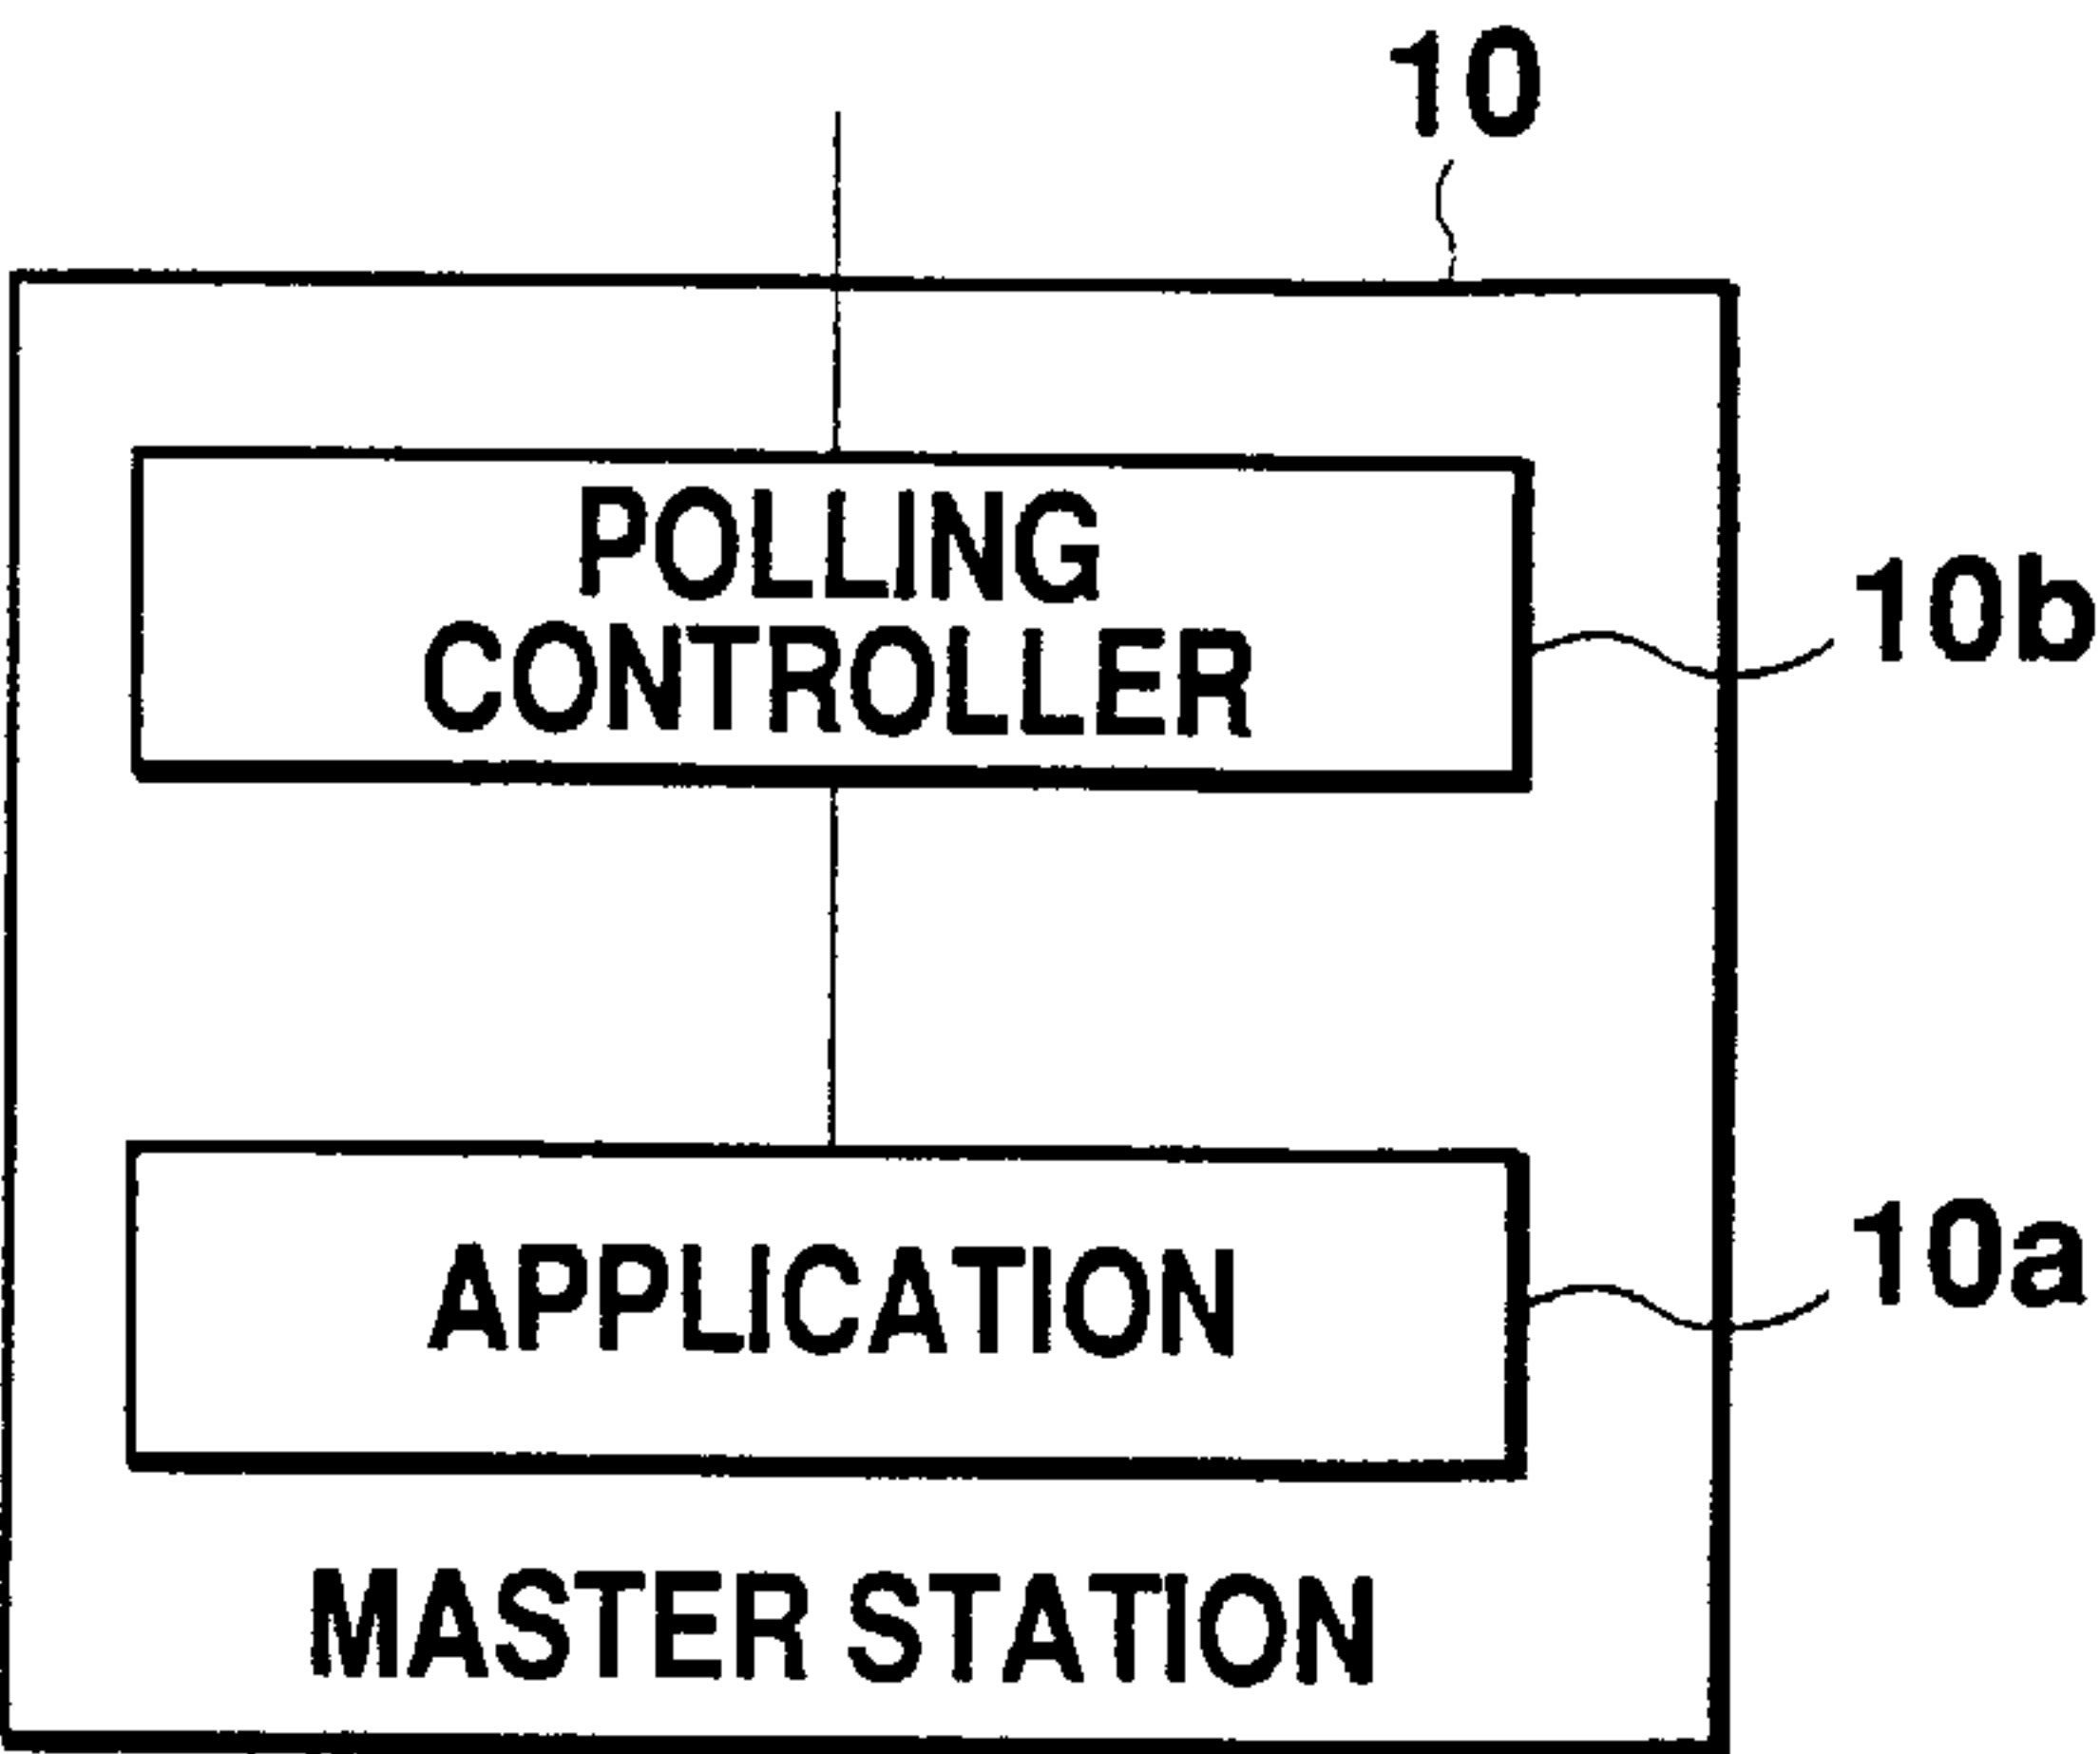 10
POLLING
CONTROLLER
10b
APPLICATION
10a
MASTER STATION